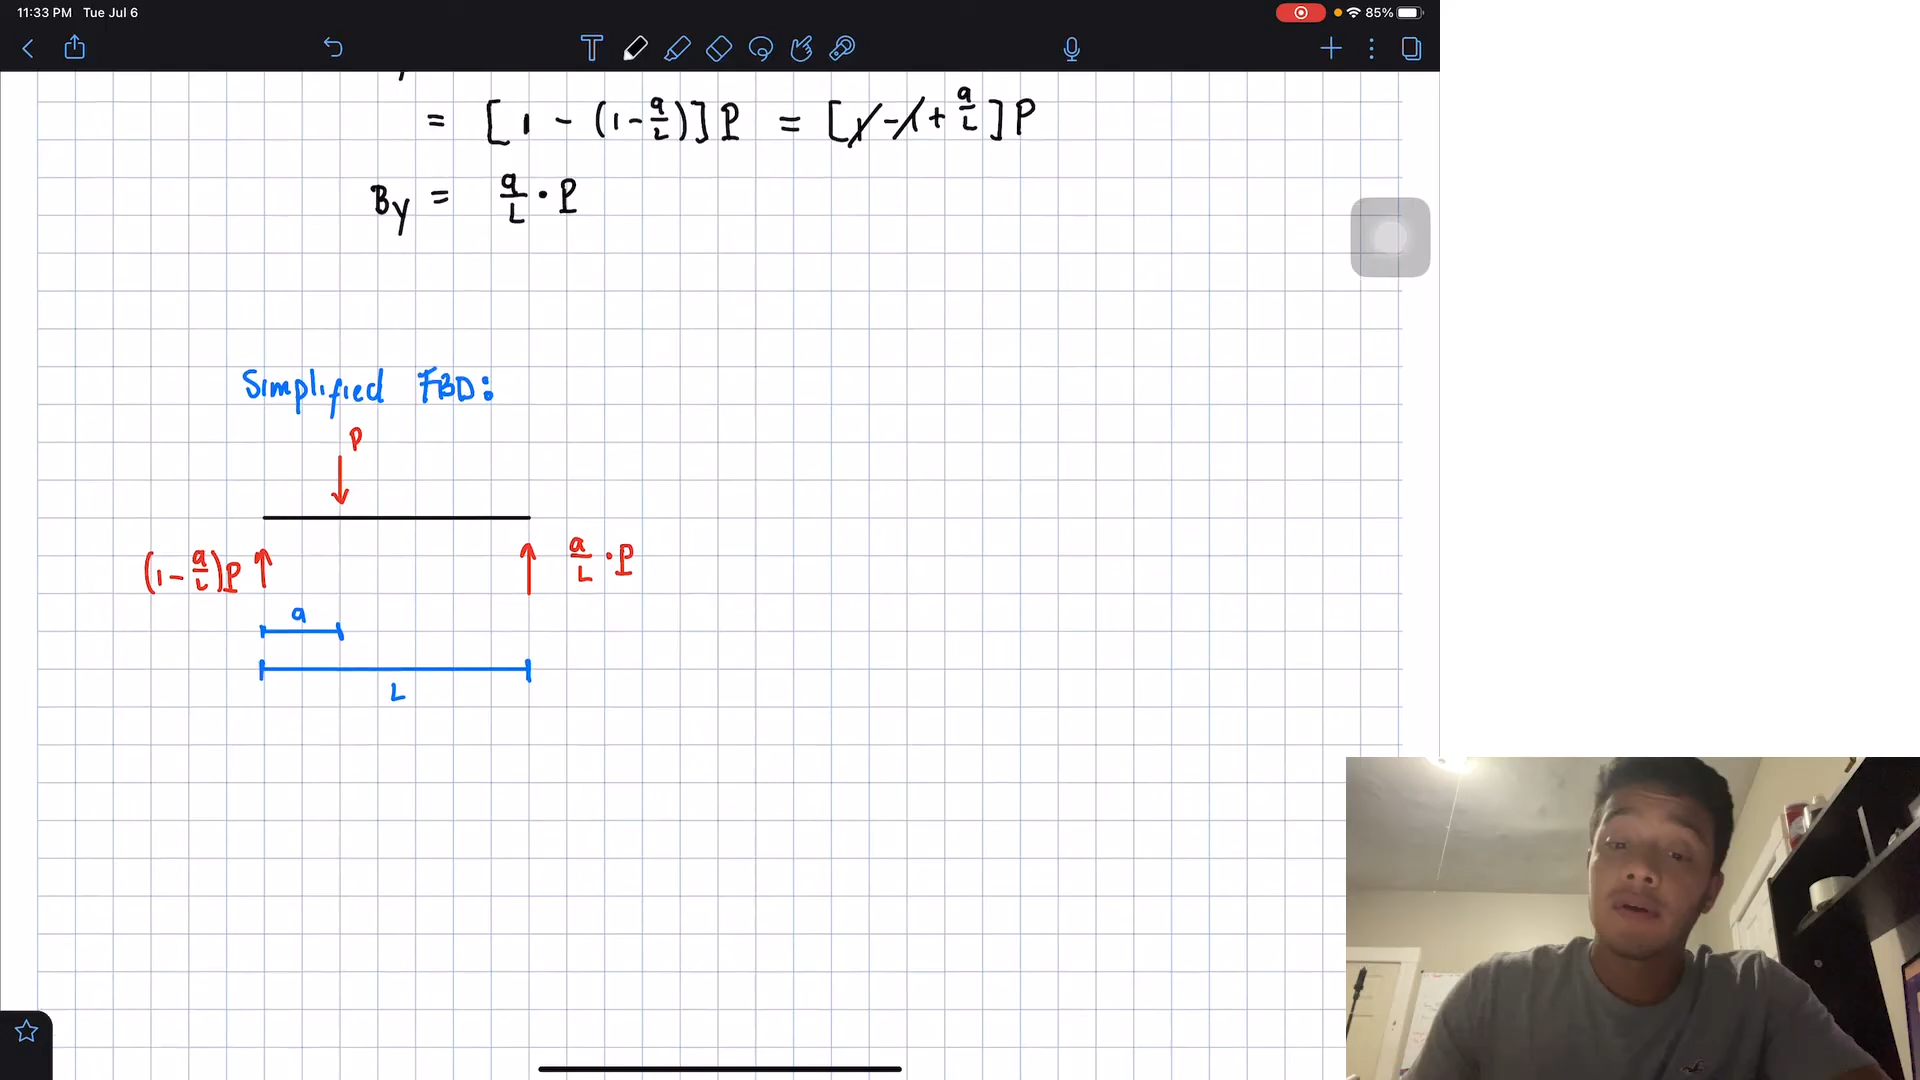 11:33 PM Tue Jul 6
85%
= [1 - (1-a/L)]P = [1-1+a/L]P
By = a/L · P
Simplified FBD:
P
(1-a/L)P
a/L · P
a
L